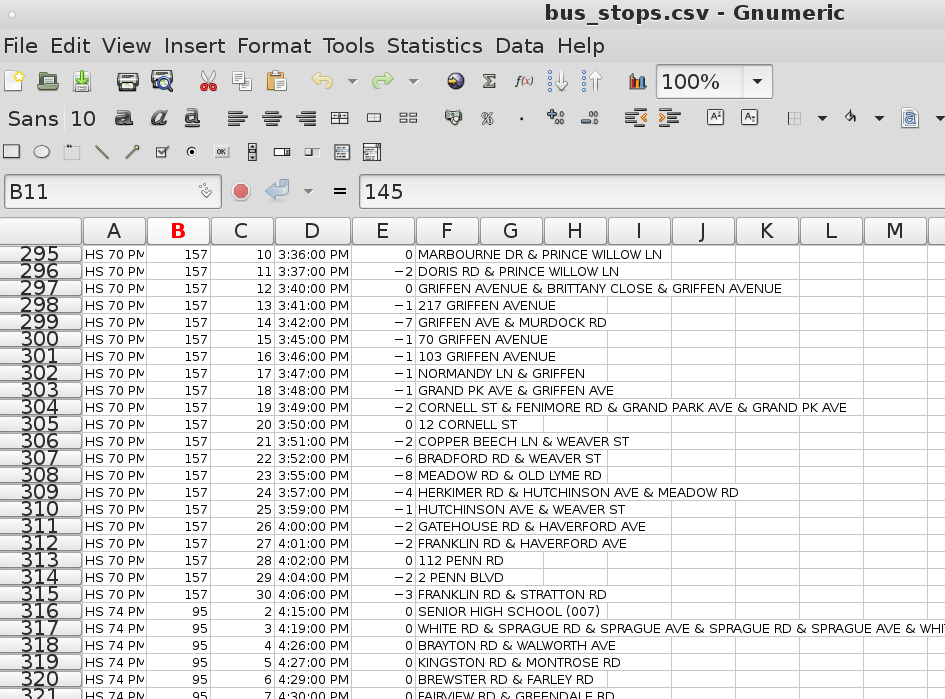 bus_stops.csv - Gnumeric
File Edit View Insert Format Tools Statistics Data Help
100%
Sans 10
B11 = 145
A B C D E F G H I J K L M
295 HS 70 PM 157 10 3:36:00 PM 0 MARBOURNE DR & PRINCE WILLOW LN
296 HS 70 PM 157 11 3:37:00 PM −2 DORIS RD & PRINCE WILLOW LN
297 HS 70 PM 157 12 3:40:00 PM 0 GRIFFEN AVENUE & BRITTANY CLOSE & GRIFFEN AVENUE
298 HS 70 PM 157 13 3:41:00 PM −1 217 GRIFFEN AVENUE
299 HS 70 PM 157 14 3:42:00 PM −7 GRIFFEN AVE & MURDOCK RD
300 HS 70 PM 157 15 3:45:00 PM −1 70 GRIFFEN AVENUE
301 HS 70 PM 157 16 3:46:00 PM −1 103 GRIFFEN AVENUE
302 HS 70 PM 157 17 3:47:00 PM −1 NORMANDY LN & GRIFFEN
303 HS 70 PM 157 18 3:48:00 PM −1 GRAND PK AVE & GRIFFEN AVE
304 HS 70 PM 157 19 3:49:00 PM −2 CORNELL ST & FENIMORE RD & GRAND PARK AVE & GRAND PK AVE
305 HS 70 PM 157 20 3:50:00 PM 0 12 CORNELL ST
306 HS 70 PM 157 21 3:51:00 PM −2 COPPER BEECH LN & WEAVER ST
307 HS 70 PM 157 22 3:52:00 PM −6 BRADFORD RD & WEAVER ST
308 HS 70 PM 157 23 3:55:00 PM −8 MEADOW RD & OLD LYME RD
309 HS 70 PM 157 24 3:57:00 PM −4 HERKIMER RD & HUTCHINSON AVE & MEADOW RD
310 HS 70 PM 157 25 3:59:00 PM −1 HUTCHINSON AVE & WEAVER ST
311 HS 70 PM 157 26 4:00:00 PM −2 GATEHOUSE RD & HAVERFORD AVE
312 HS 70 PM 157 27 4:01:00 PM −2 FRANKLIN RD & HAVERFORD AVE
313 HS 70 PM 157 28 4:02:00 PM 0 112 PENN RD
314 HS 70 PM 157 29 4:04:00 PM −2 2 PENN BLVD
315 HS 70 PM 157 30 4:06:00 PM −3 FRANKLIN RD & STRATTON RD
316 HS 74 PM 95 2 4:15:00 PM 0 SENIOR HIGH SCHOOL (007)
317 HS 74 PM 95 3 4:19:00 PM 0 WHITE RD & SPRAGUE RD & SPRAGUE AVE & SPRAGUE RD & SPRAGUE AVE & WHI
318 HS 74 PM 95 4 4:26:00 PM 0 BRAYTON RD & WALWORTH AVE
319 HS 74 PM 95 5 4:27:00 PM 0 KINGSTON RD & MONTROSE RD
320 HS 74 PM 95 6 4:29:00 PM 0 BREWSTER RD & FARLEY RD
321 HS 74 PM 95 7 4:30:00 PM 0 FAIRVIEW RD & GREENDALE RD